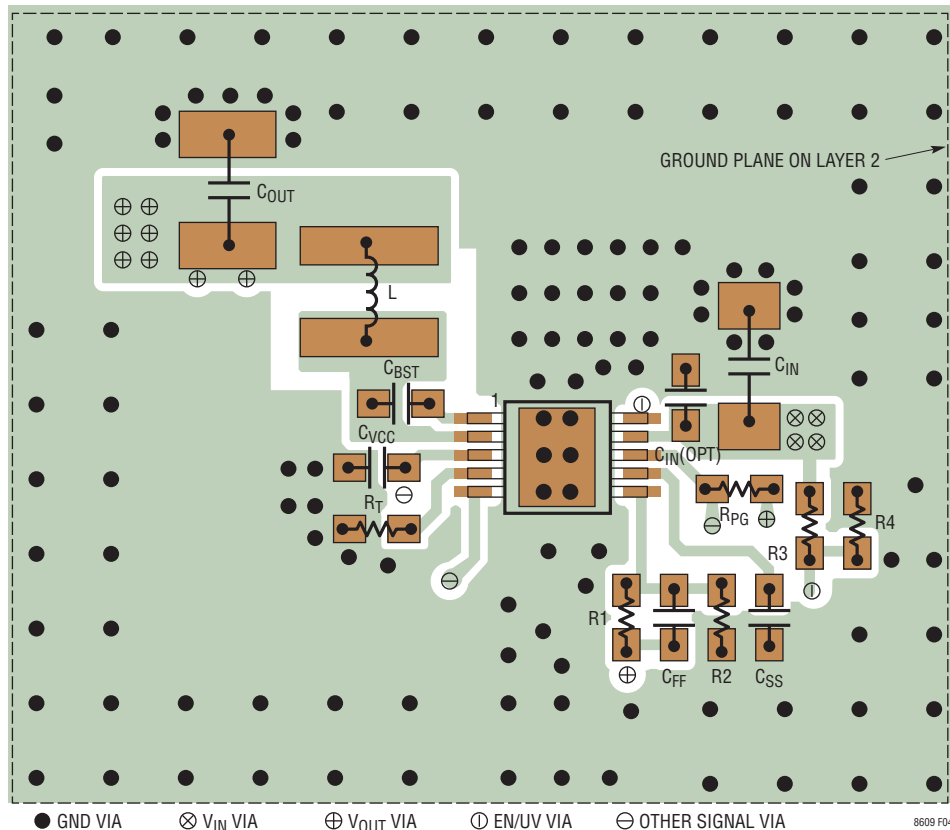 GROUND PLANE ON LAYER 2
COUT
L
CBST
CIN
1
CVCC
CIN(OPT)
RT
RPG
R4
R3
R1
CFF
R2
CSS
GND VIA
VIN VIA
VOUT VIA
EN/UV VIA
OTHER SIGNAL VIA
8609 F0